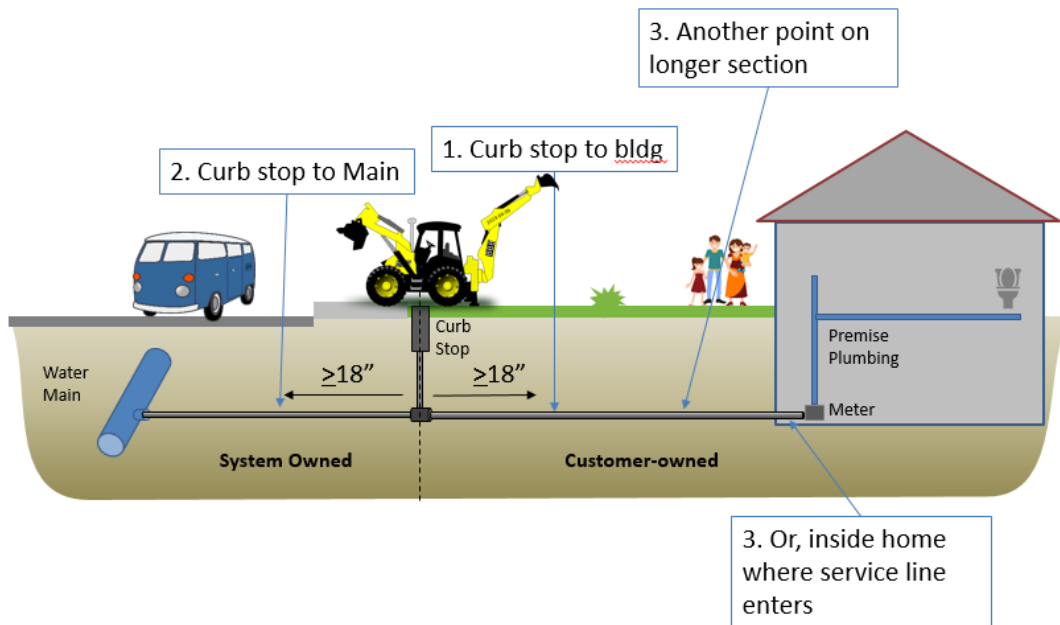 3. Another point on
longer section
1. Curb stop to bldg
2. Curb stop to Main
Curb
Stop
Water
Main
≥18”
≥18”
Premise
Plumbing
Meter
System Owned
Customer-owned
3. Or, inside home
where service line
enters